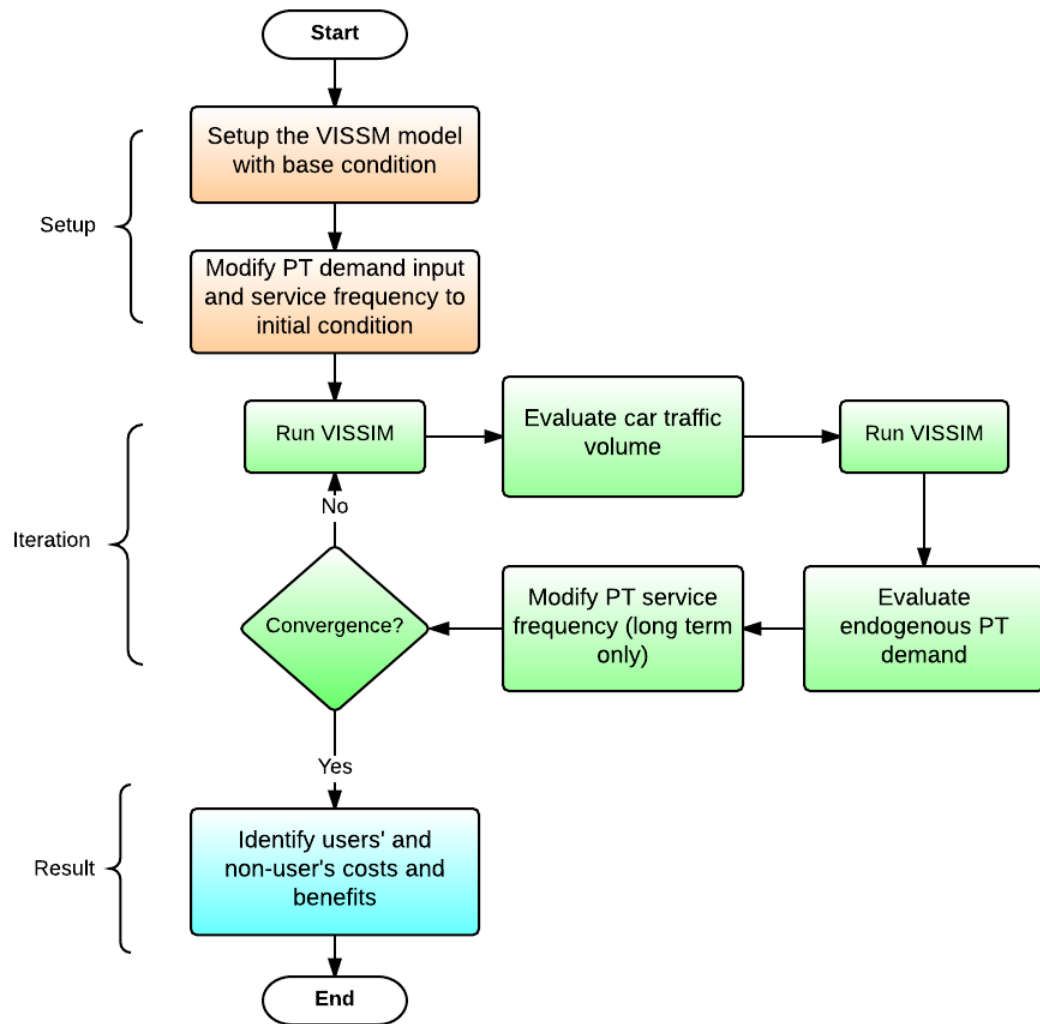 Start
Setup the VISSM model
with base condition
Setup
Modify PT demand input
and service frequency to
initial condition
Run VISSIM
Evaluate car traffic
volume
Run VISSIM
No
Iteration
Convergence?
Modify PT service
frequency (long term
only)
Evaluate
endogenous PT
demand
Yes
Result
Identify users' and
non-user's costs and
benefits
End